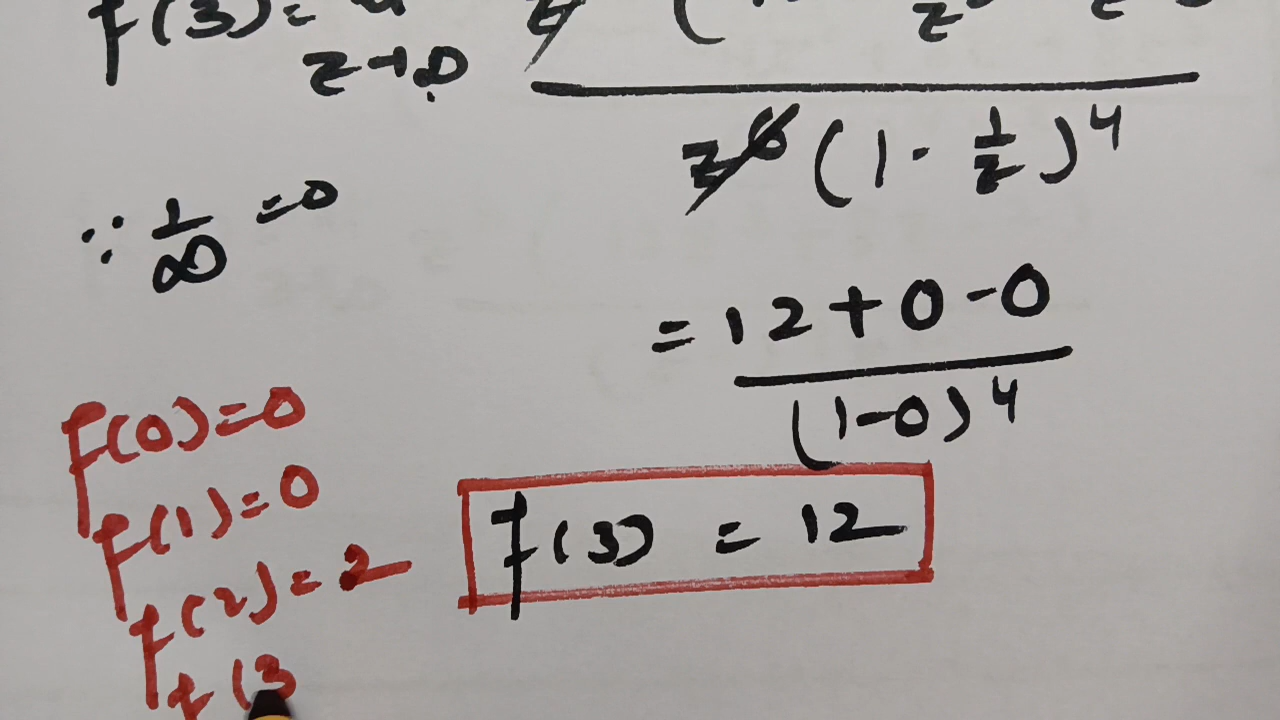 f(3) =
z→∞
z⁶ (1 - 1/z)⁴
∵ 1/∞ = 0
= 12 + 0 - 0
(1-0)⁴
f(0) = 0
f(1) = 0
f(2) = 2
f(3) = 12
f(3